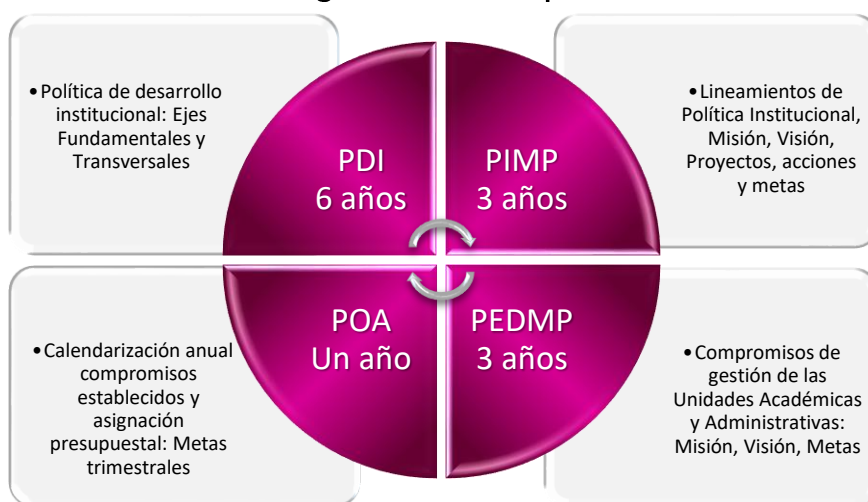 •Política de desarrollo
institucional: Ejes
Fundamentales y
Transversales
PDI
6 años
PIMP
3 años
•Lineamientos de
Política Institucional,
Misión, Visión,
Proyectos, acciones
y metas
•Calendarización anual
compromisos
establecidos y
asignación
presupuestal: Metas
trimestrales
POA
Un año
PEDMP
3 años
•Compromisos de
gestión de las
Unidades Académicas
y Administrativas:
Misión, Visión, Metas